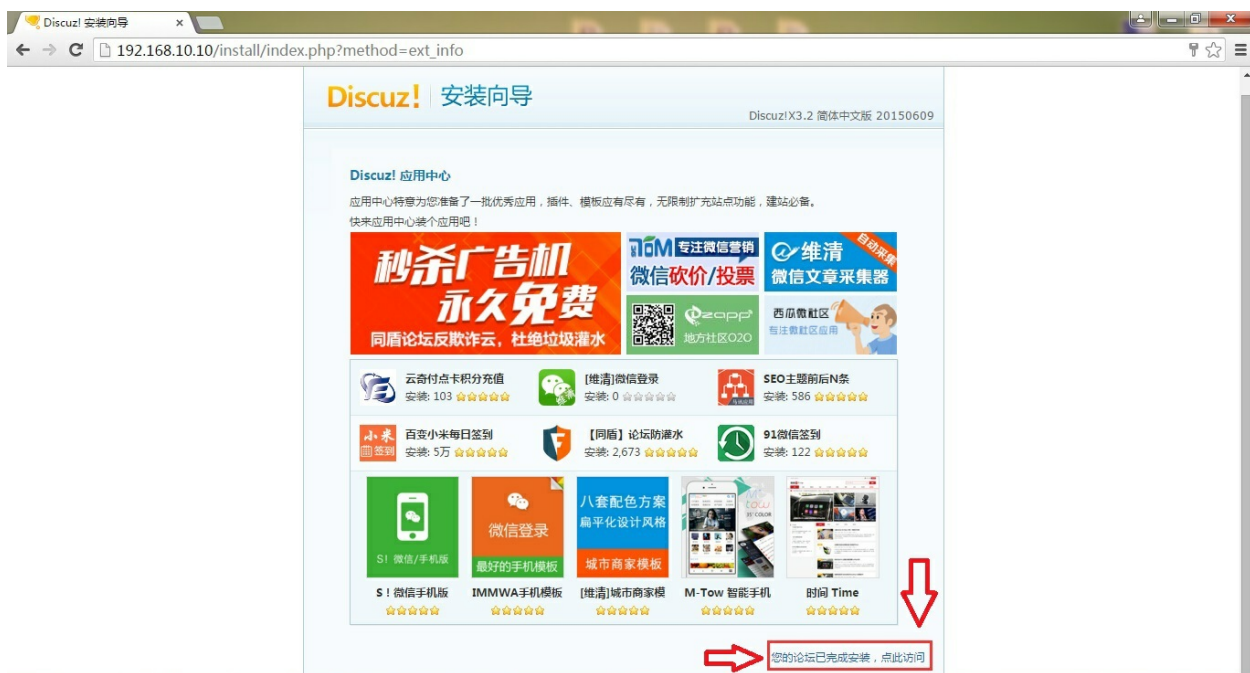 Discuz! 安装向导
192.168.10.10/install/index.php?method=ext_info
Discuz! 安装向导
Discuz!X3.2 简体中文版 20150609
Discuz! 应用中心
应用中心特意为您准备了一批优秀应用，插件、模板应有尽有，无限制扩充站点功能，建站必备。
快来应用中心装个应用吧！
秒杀广告机
永久免费
同盾论坛反欺诈云，杜绝垃圾灌水
专注微信营销
微信砍价/投票
维清
自动采集
微信文章采集器
地方社区O2O
西瓜微社区
专注微社区应用
云奇付点卡积分充值
安装: 103
[维清]微信登录
安装: 0
SEO主题前后N条
安装: 586
小米
签到
百变小米每日签到
安装: 5万
【同盾】论坛防灌水
安装: 2,673
91微信签到
安装: 122
S! 微信/手机版
微信登录
最好的手机模板
八套配色方案
扁平化设计风格
城市商家模板
S！微信手机版
IMMWA手机模板
[维清]城市商家模
M-Tow 智能手机
时间 Time
您的论坛已完成安装，点此访问